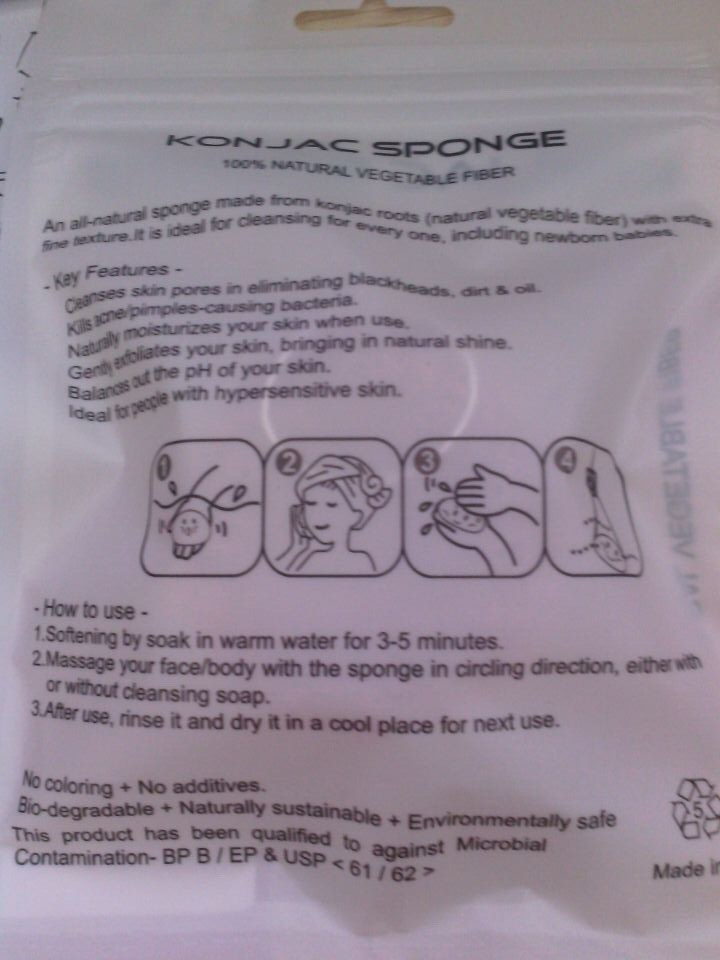 KONJAC SPONGE
100% NATURAL VEGETABLE FIBER
An all-natural sponge made from konjac roots (natural vegetable fiber) with extra
fine texture.It is ideal for cleansing for every one, including newborn babies.
- Key Features -
Cleanses skin pores in eliminating blackheads, dirt & oil.
Kills acne/pimples-causing bacteria.
Naturally moisturizes your skin when use.
Gently exfoliates your skin, bringing in natural shine.
Balances out the pH of your skin.
Ideal for people with hypersensitive skin.
1 2 3 4
- How to use -
1.Softening by soak in warm water for 3-5 minutes.
2.Massage your face/body with the sponge in circling direction, either with
or without cleansing soap.
3.After use, rinse it and dry it in a cool place for next use.
No coloring + No additives.
Bio-degradable + Naturally sustainable + Environmentally safe
This product has been qualified to against Microbial
Contamination- BP B / EP & USP < 61 / 62 >
5
Made in